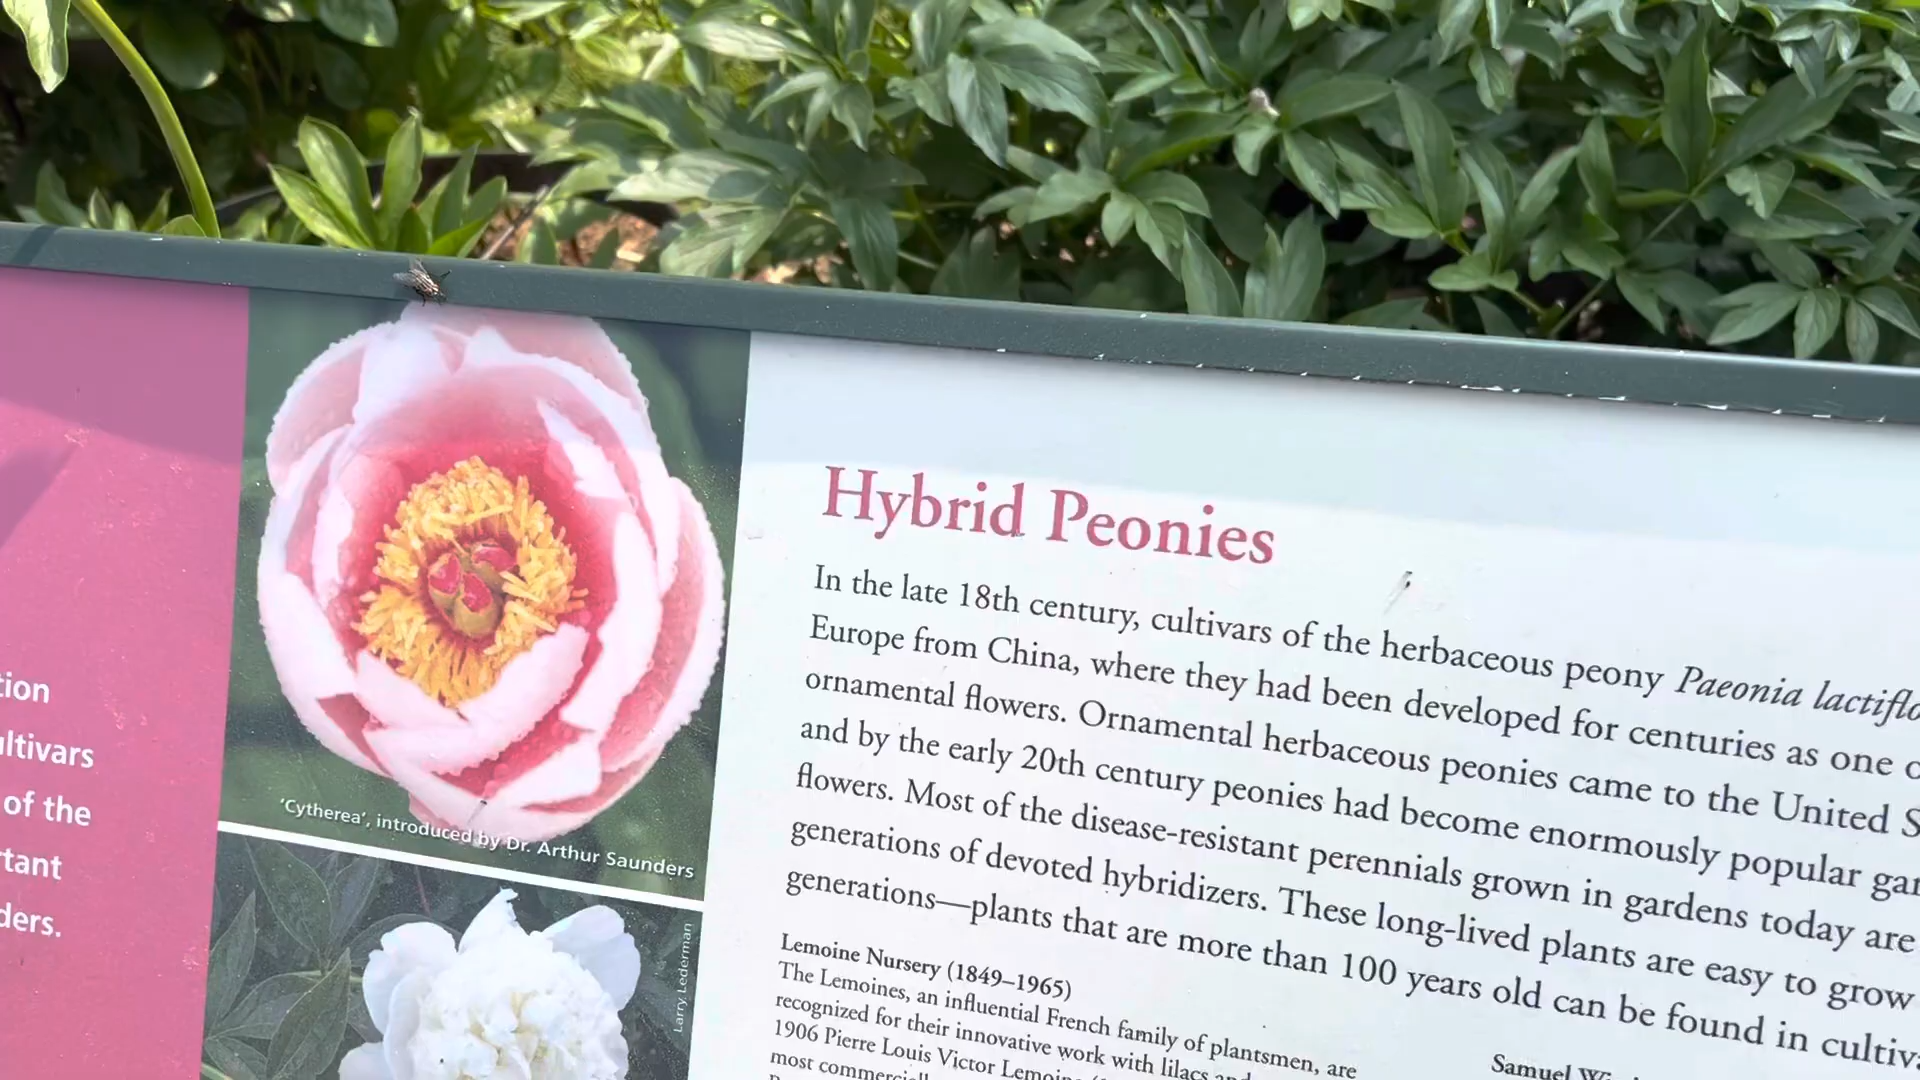 tion
ultivars
of the
rtant
ders.
'Cytherea', introduced by Dr. Arthur Saunders
Larry Lederman
Hybrid Peonies
In the late 18th century, cultivars of the herbaceous peony Paeonia lactiflo
Europe from China, where they had been developed for centuries as one o
ornamental flowers. Ornamental herbaceous peonies came to the United S
and by the early 20th century peonies had become enormously popular gar
flowers. Most of the disease-resistant perennials grown in gardens today are
generations of devoted hybridizers. These long-lived plants are easy to grow
generations—plants that are more than 100 years old can be found in cultiva
Lemoine Nursery (1849–1965)
The Lemoines, an influential French family of plantsmen, are
recognized for their innovative work with lilacs and
1906 Pierre Louis Victor Lemoine
most commercially
Samuel